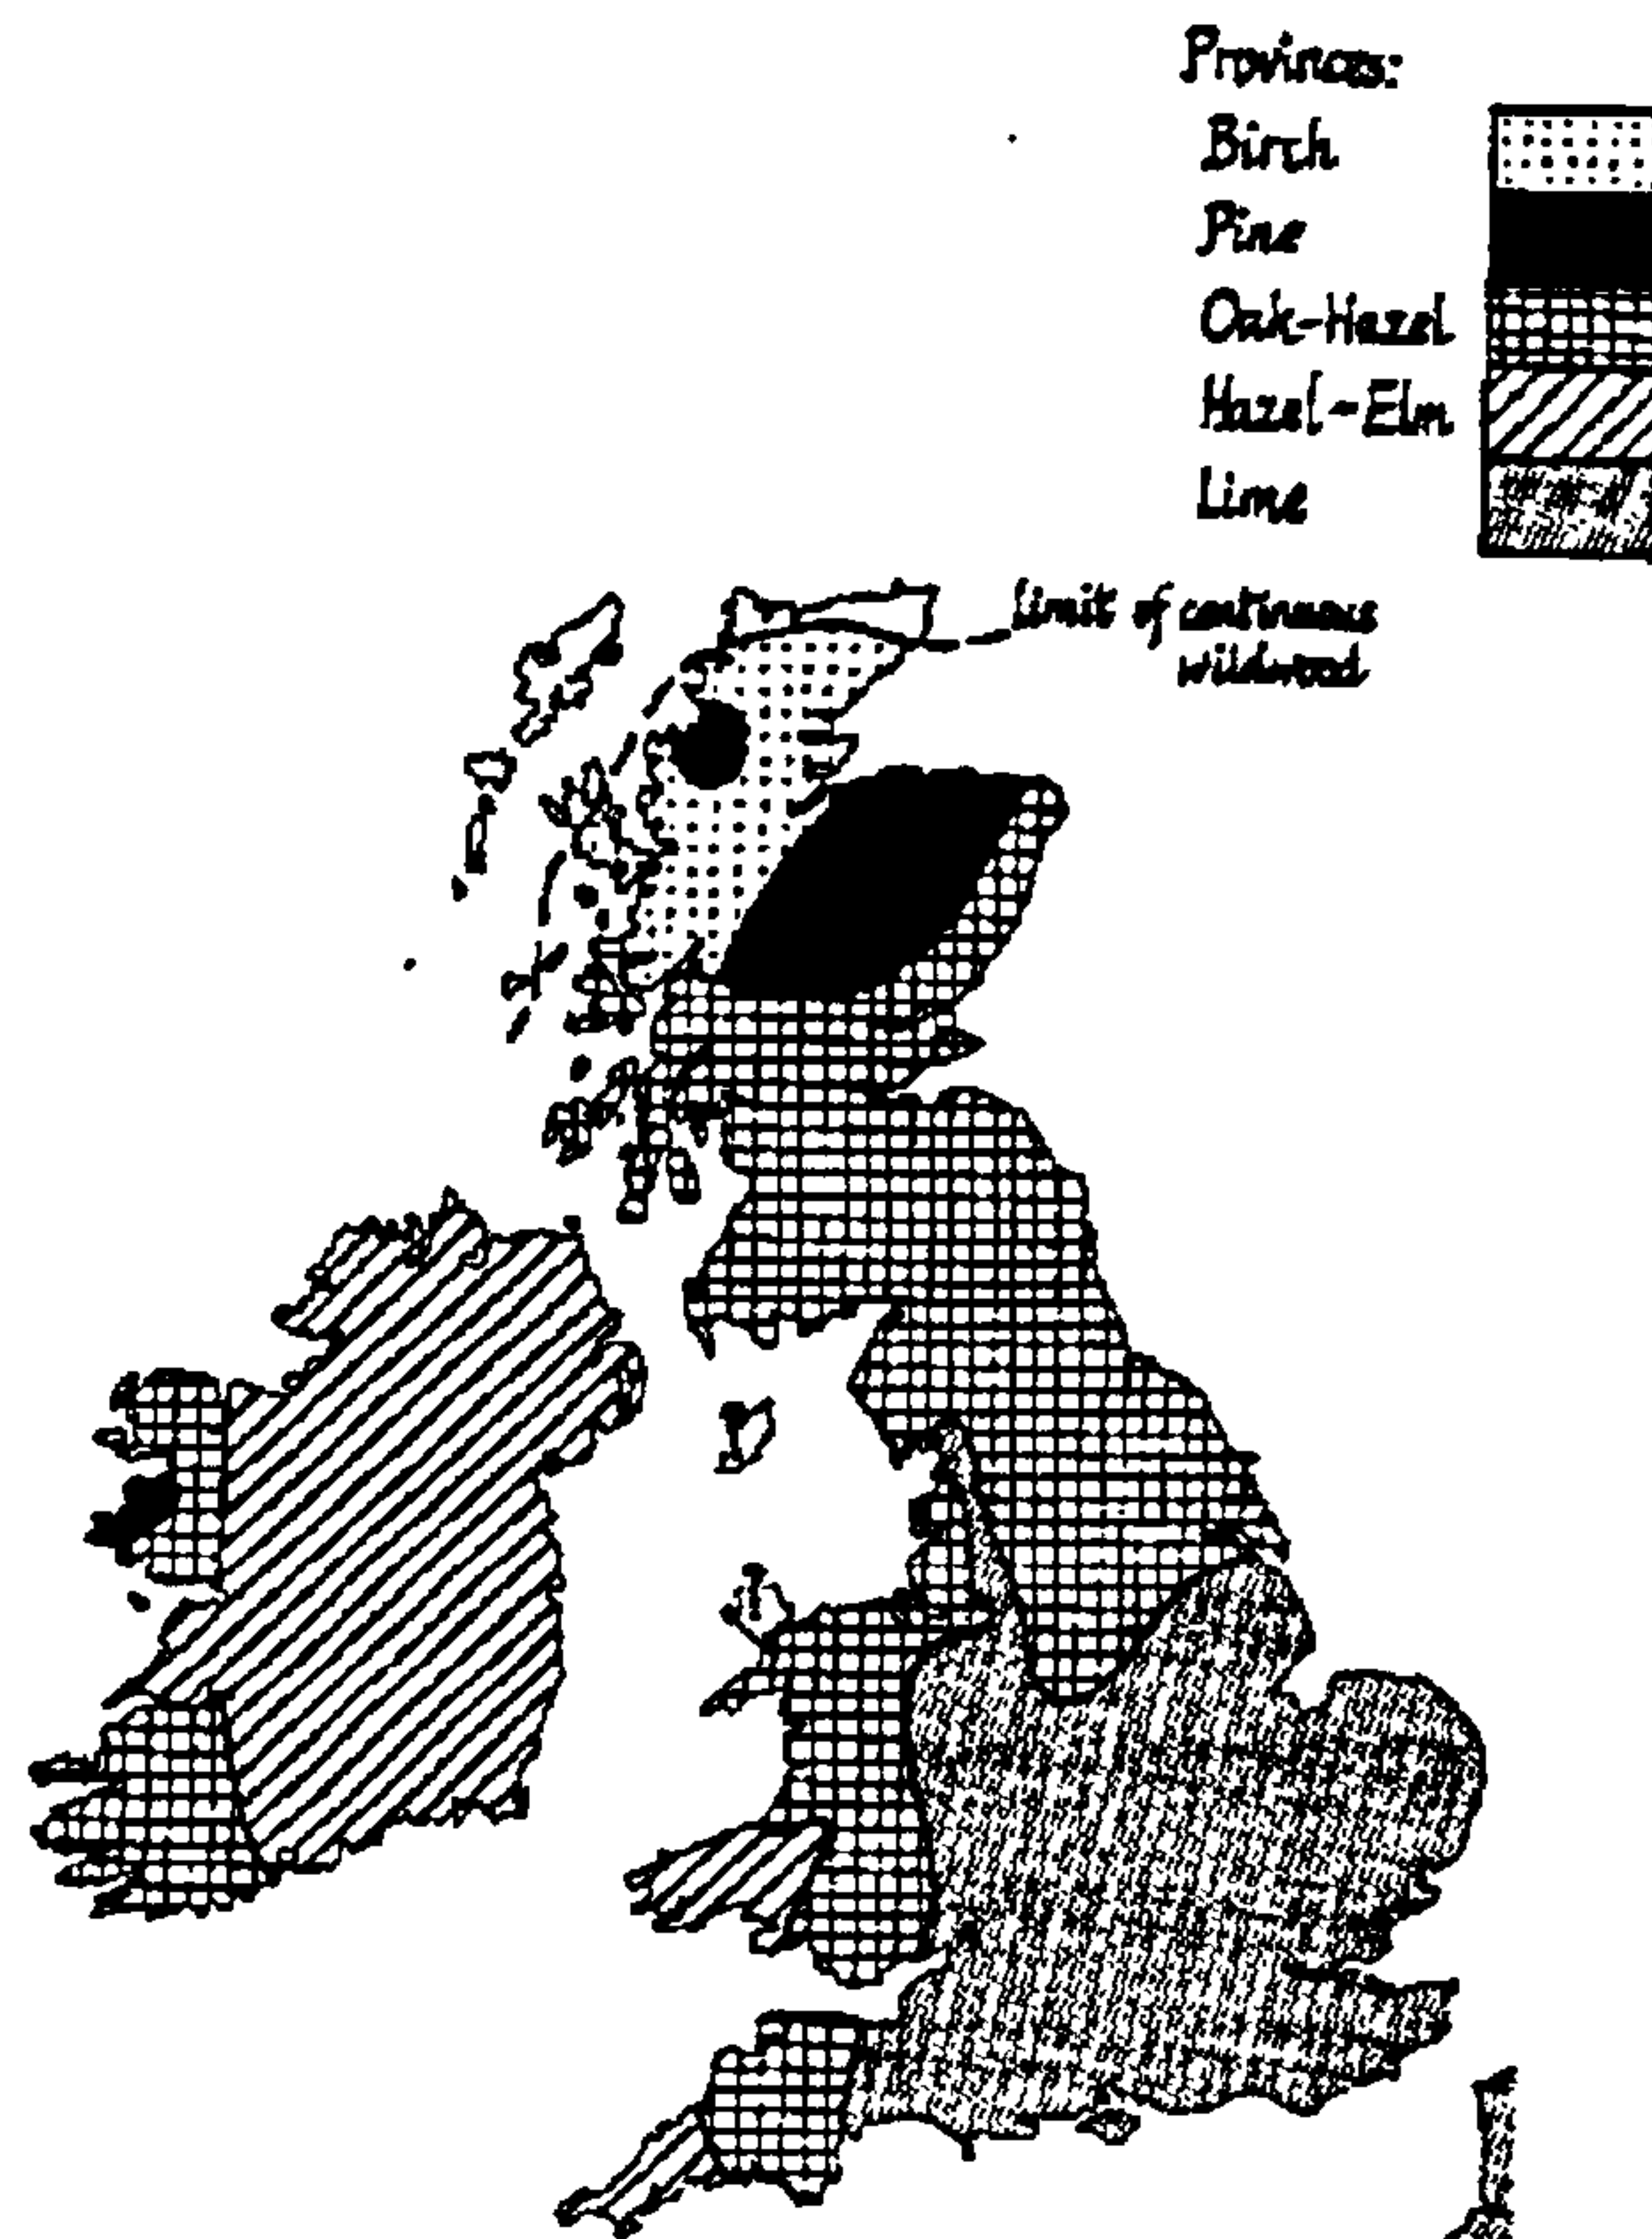 Provinces:
Birch
Pine
Oak-Hazel
Hazel-Elm
Lime
limit of continuous
wildwood